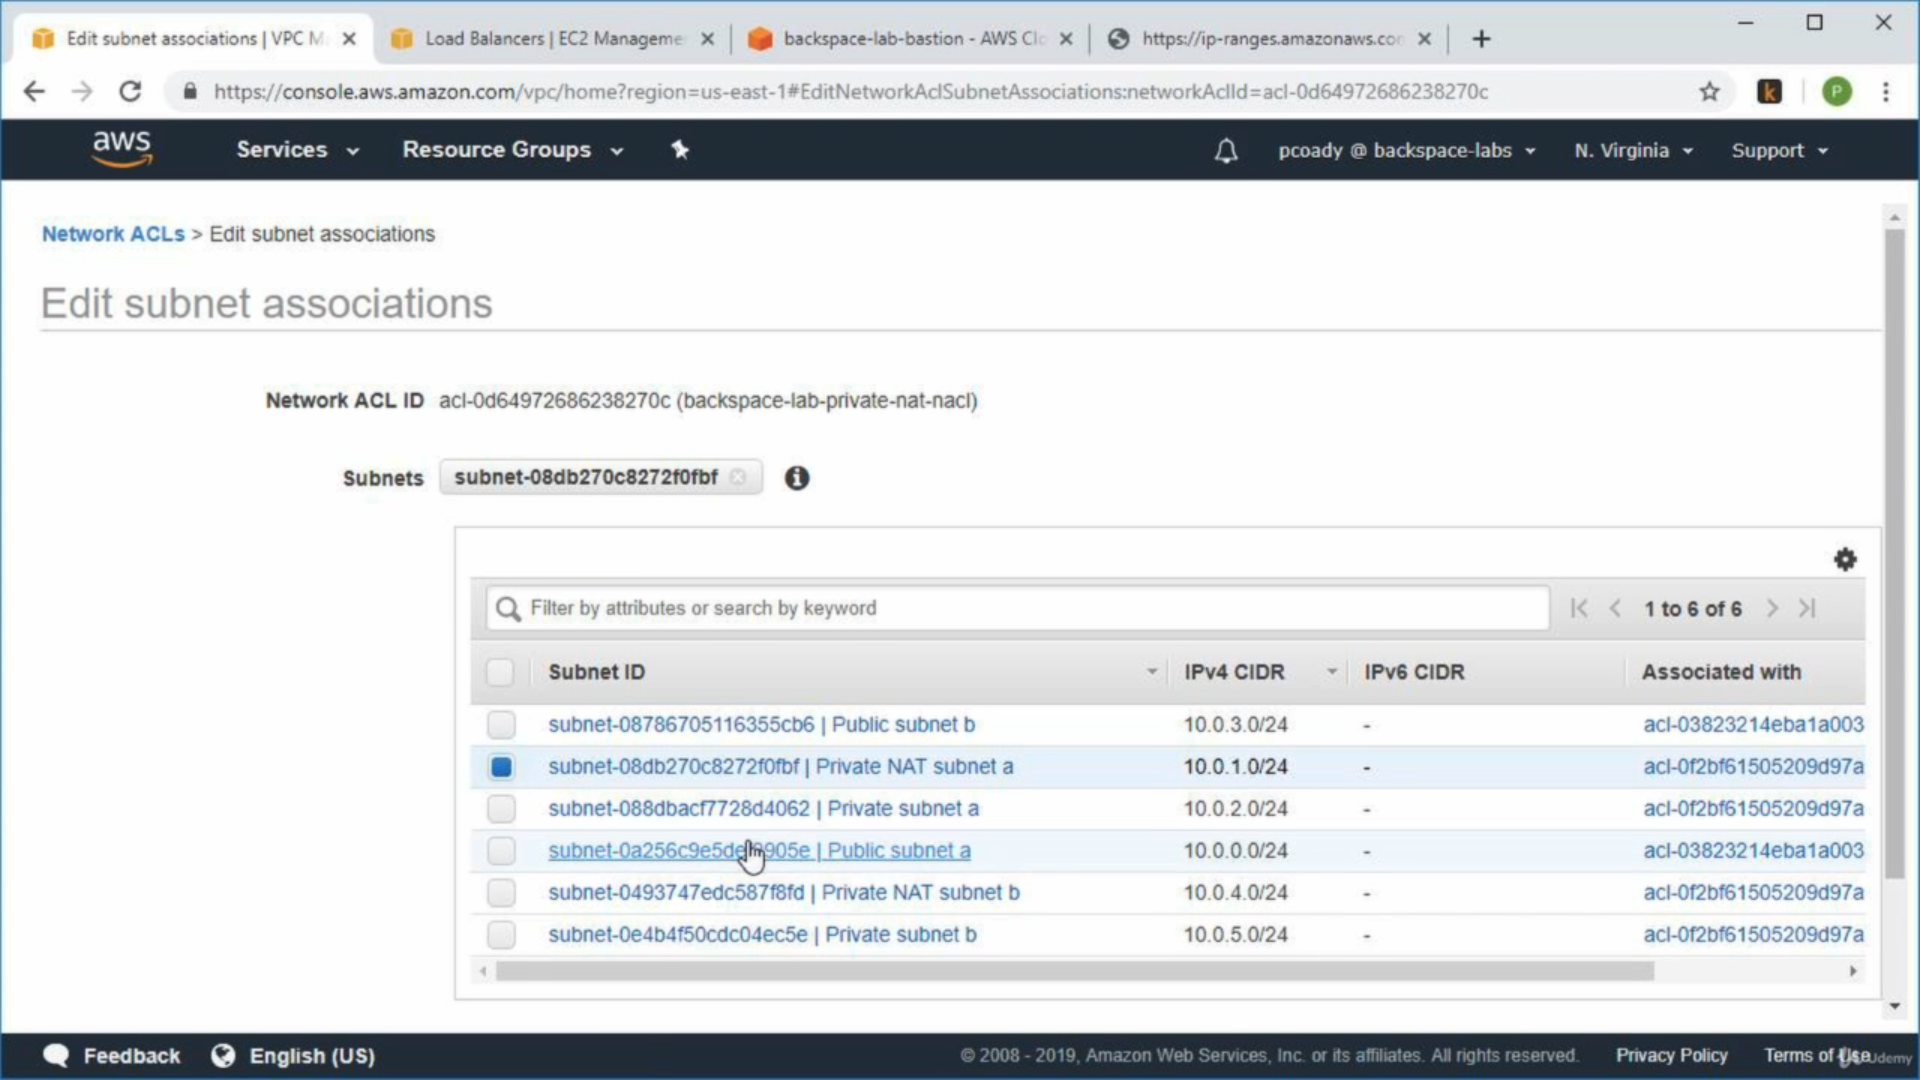 Edit subnet associations | VPC M
Load Balancers | EC2 Manageme
backspace-lab-bastion - AWS Clo
https://ip-ranges.amazonaws.com
https://console.aws.amazon.com/vpc/home?region=us-east-1#EditNetworkAclSubnetAssociations:networkAclId=acl-0d64972686238270c
k
P
aws
Services
Resource Groups
pcoady @ backspace-labs
N. Virginia
Support
Network ACLs > Edit subnet associations
Edit subnet associations
Network ACL ID acl-0d64972686238270c (backspace-lab-private-nat-nacl)
Subnets subnet-08db270c8272f0fbf
Filter by attributes or search by keyword
1 to 6 of 6
Subnet ID IPv4 CIDR IPv6 CIDR Associated with
subnet-08786705116355cb6 | Public subnet b 10.0.3.0/24 - acl-03823214eba1a003
subnet-08db270c8272f0fbf | Private NAT subnet a 10.0.1.0/24 - acl-0f2bf61505209d97a
subnet-088dbacf7728d4062 | Private subnet a 10.0.2.0/24 - acl-0f2bf61505209d97a
| Public subnet a 10.0.0.0/24 - acl-03823214eba1a003
subnet-0493747edc587f8fd | Private NAT subnet b 10.0.4.0/24 - acl-0f2bf61505209d97a
subnet-0e4b4f50cdc04ec5e | Private subnet b 10.0.5.0/24 - acl-0f2bf61505209d97a
Feedback
English (US)
© 2008 - 2019, Amazon Web Services, Inc. or its affiliates. All rights reserved.
Privacy Policy
Terms of Use
Udemy